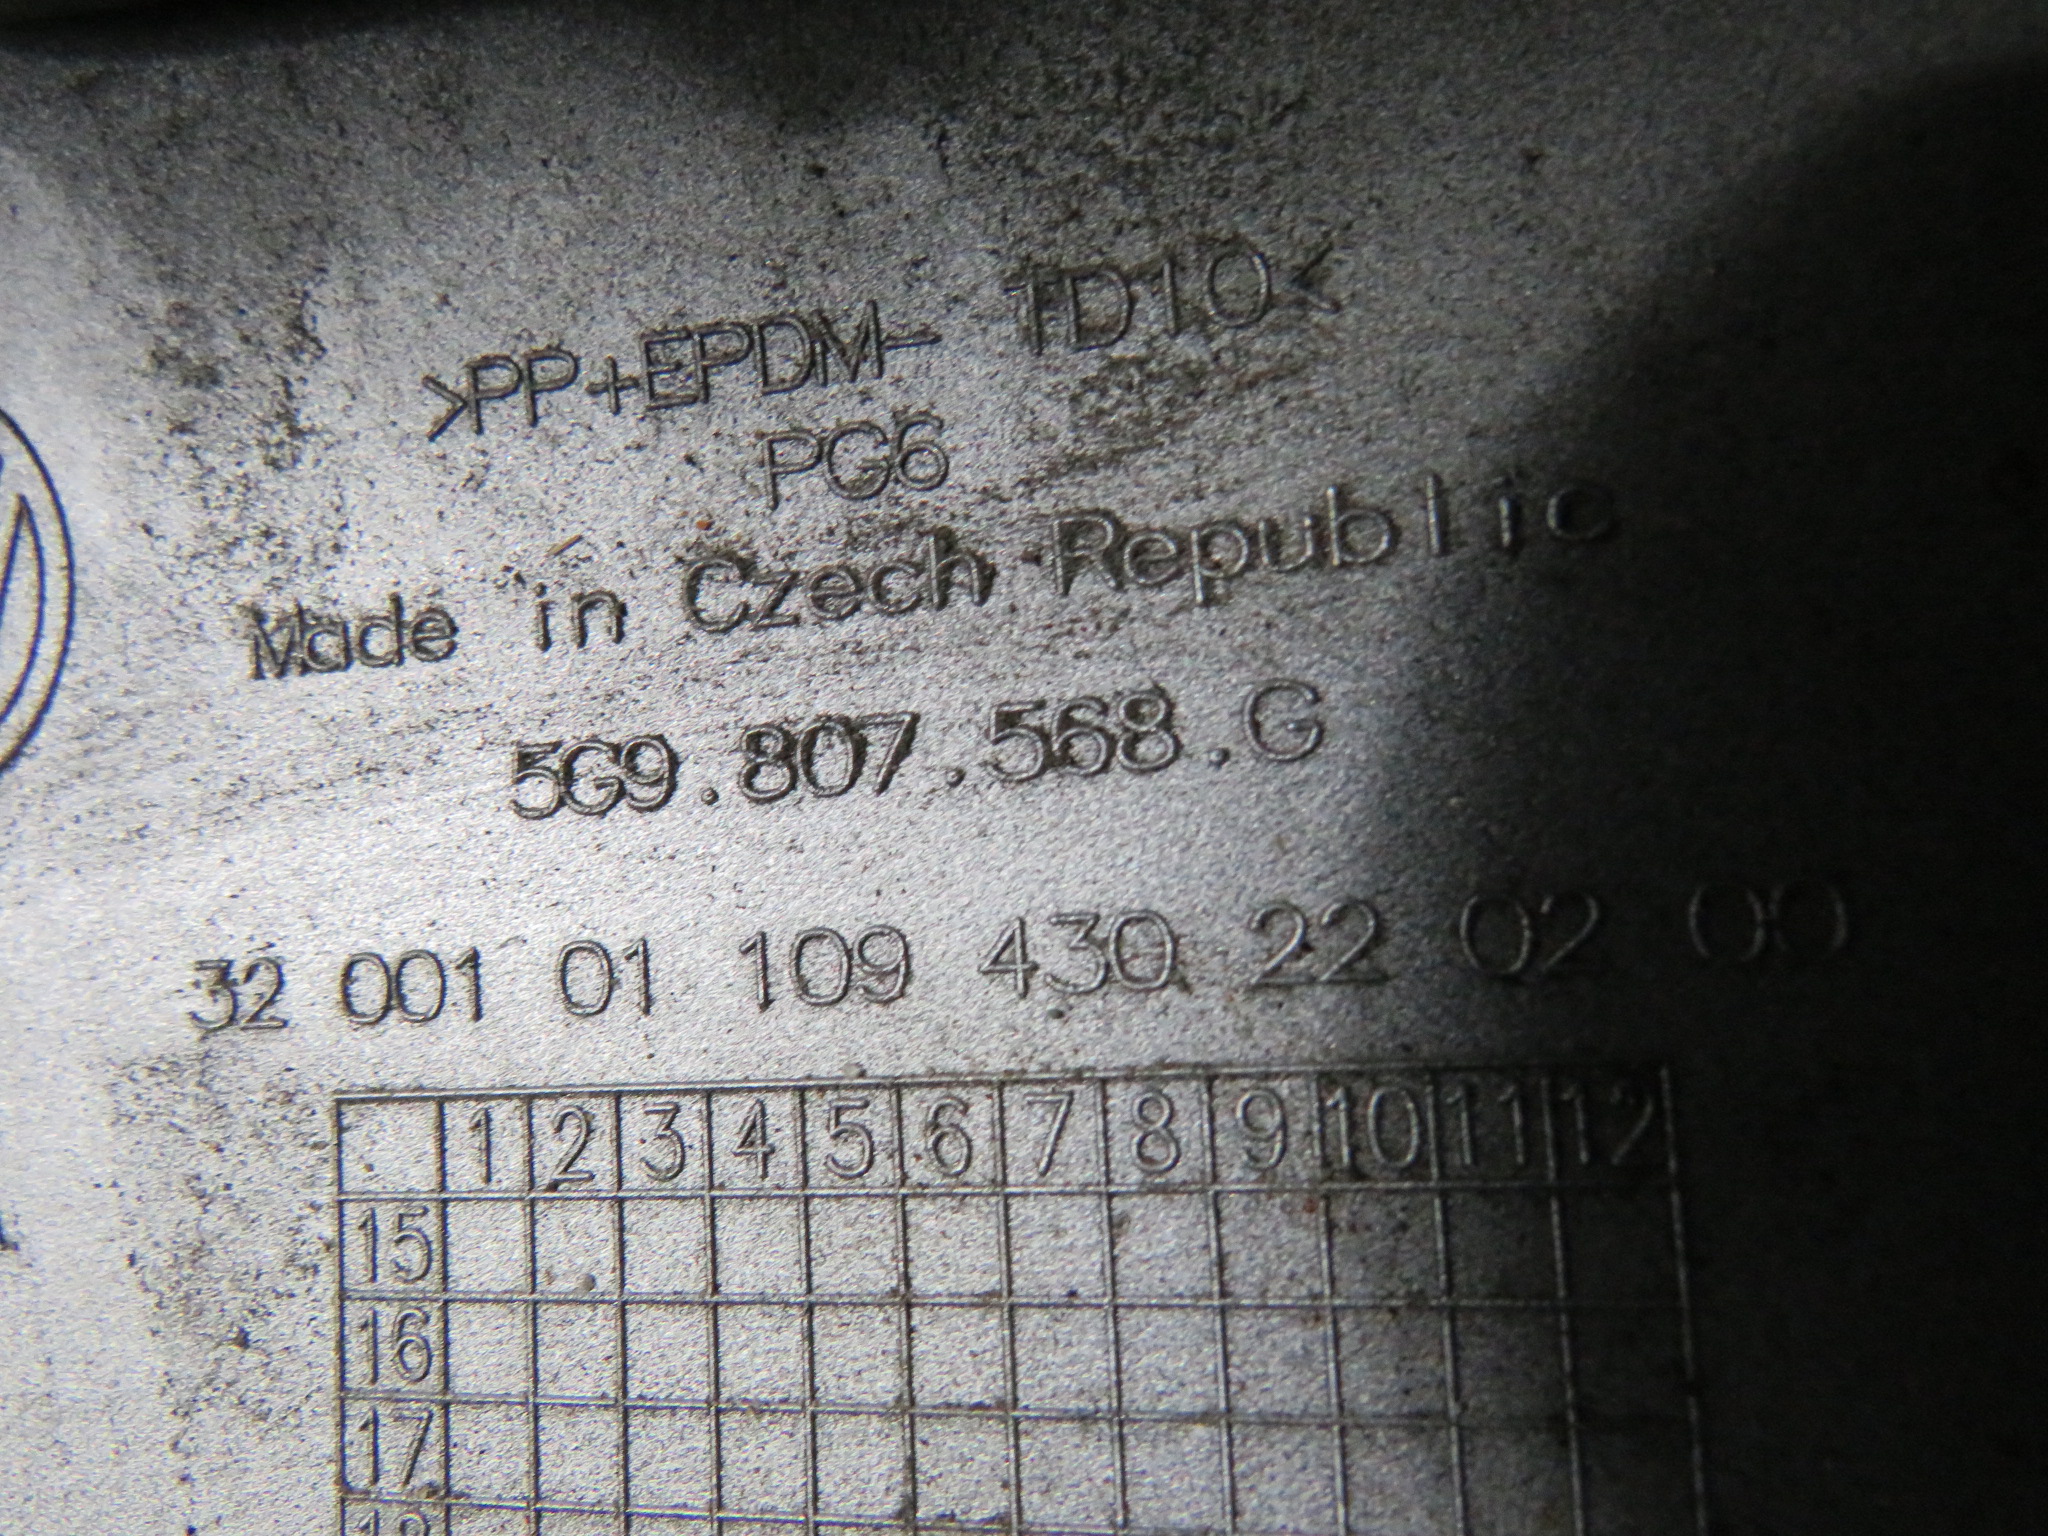 >PP+EPDM- TD10<
PG6
Made in Czech Republic
5G9.807.568.G
32 001 01 109 430 22 02 00
1 2 3 4 5 6 7 8 9 10 11 12
15
16
17